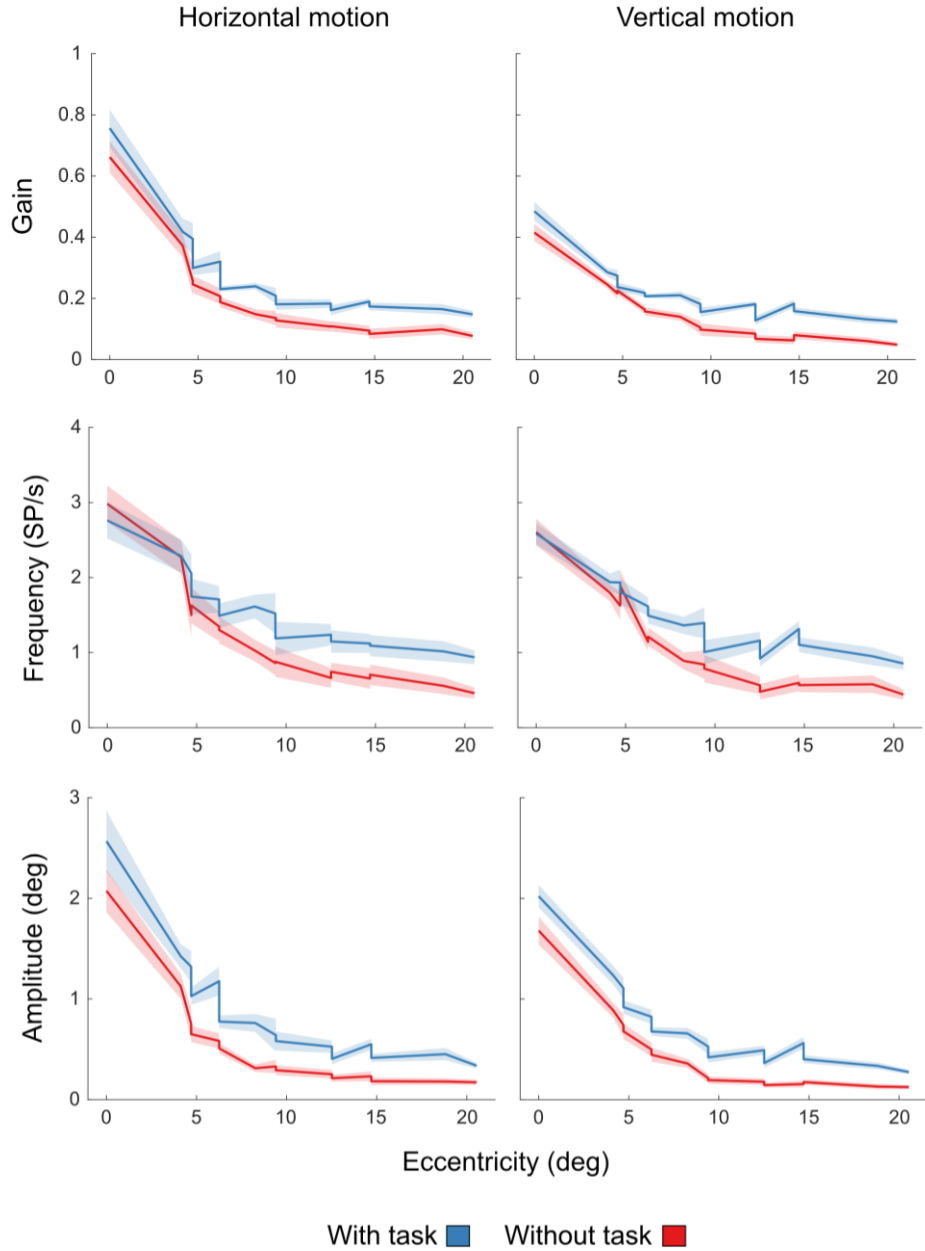 Horizontal motion
Vertical motion
Gain
1
0.8
0.6
0.4
0.2
0
0 5 10 15 20
0 5 10 15 20
Frequency (SP/s)
4
3
2
1
0
0 5 10 15 20
0 5 10 15 20
Amplitude (deg)
3
2
1
0
0 5 10 15 20
0 5 10 15 20
Eccentricity (deg)
With task Without task